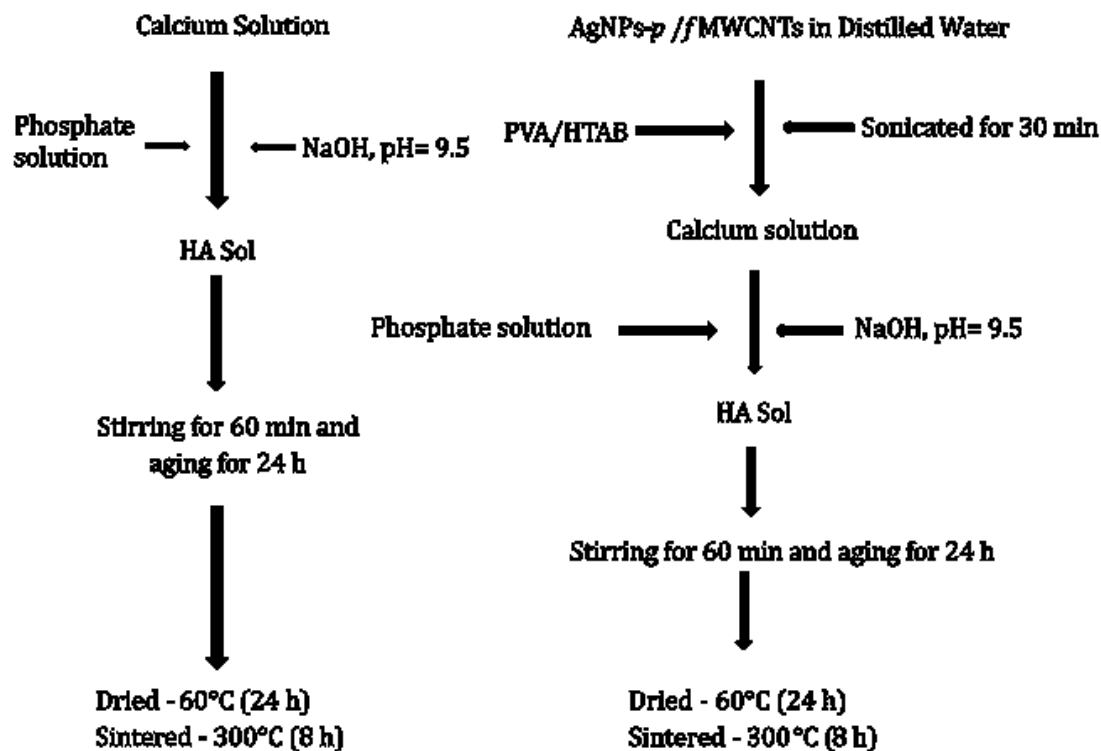 Calcium Solution
Phosphate
solution
NaOH, pH= 9.5
HA Sol
Stirring for 60 min and
aging for 24 h
Dried - 60°C (24 h)
Sintered - 300°C (8 h)
AgNPs-p /f MWCNTs in Distilled Water
PVA/HTAB
Sonicated for 30 min
Calcium solution
Phosphate solution
NaOH, pH= 9.5
HA Sol
Stirring for 60 min and aging for 24 h
Dried - 60°C (24 h)
Sintered - 300°C (8 h)